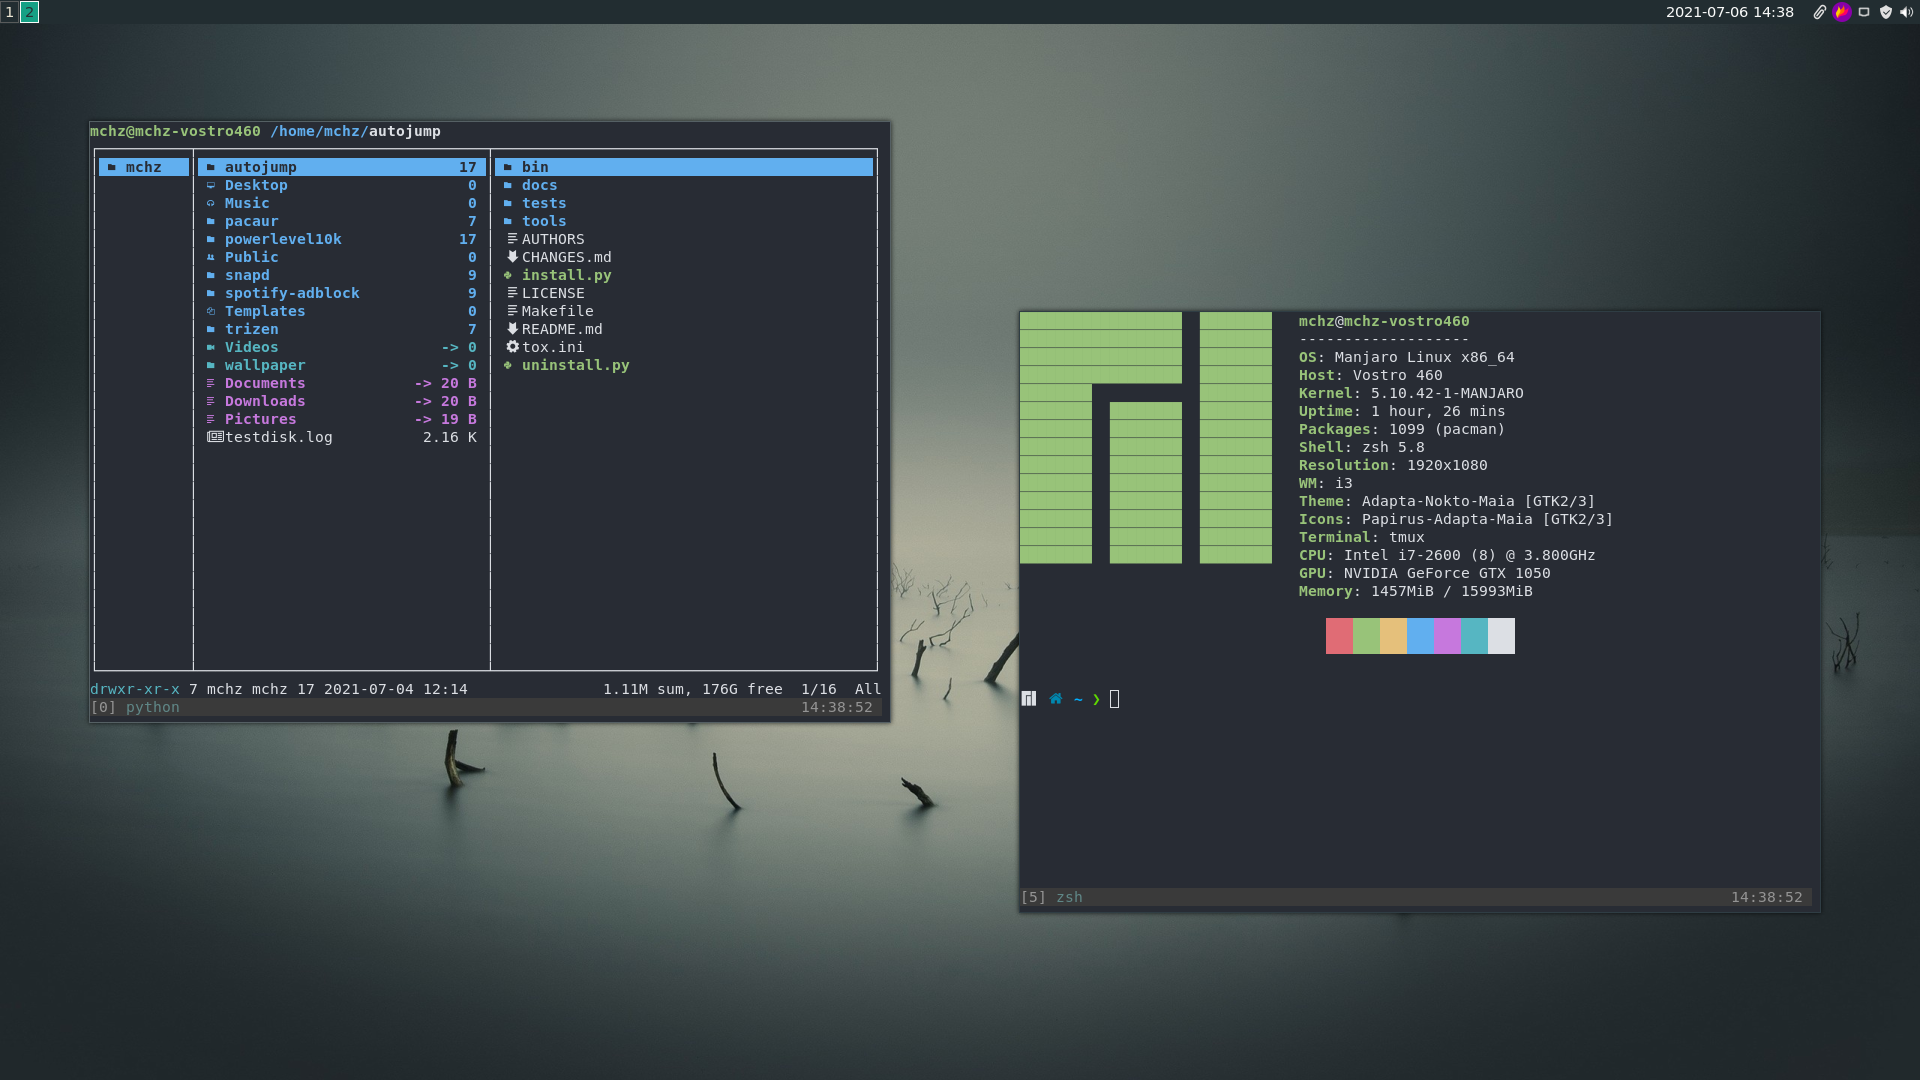 1 2
2021-07-06 14:38
mchz@mchz-vostro460 /home/mchz/autojump
mchz
autojump 17
Desktop 0
Music 0
pacaur 7
powerlevel10k 17
Public 0
snapd 9
spotify-adblock 9
Templates 0
trizen 7
Videos -> 0
wallpaper -> 0
Documents -> 20 B
Downloads -> 20 B
Pictures -> 19 B
testdisk.log 2.16 K
bin
docs
tests
tools
AUTHORS
CHANGES.md
install.py
LICENSE
Makefile
README.md
tox.ini
uninstall.py
drwxr-xr-x 7 mchz mchz 17 2021-07-04 12:14 1.11M sum, 176G free 1/16 All
[0] python 14:38:52
mchz@mchz-vostro460
-------------------
OS: Manjaro Linux x86_64
Host: Vostro 460
Kernel: 5.10.42-1-MANJARO
Uptime: 1 hour, 26 mins
Packages: 1099 (pacman)
Shell: zsh 5.8
Resolution: 1920x1080
WM: i3
Theme: Adapta-Nokto-Maia [GTK2/3]
Icons: Papirus-Adapta-Maia [GTK2/3]
Terminal: tmux
CPU: Intel i7-2600 (8) @ 3.800GHz
GPU: NVIDIA GeForce GTX 1050
Memory: 1457MiB / 15993MiB
~ ❯
[5] zsh 14:38:52